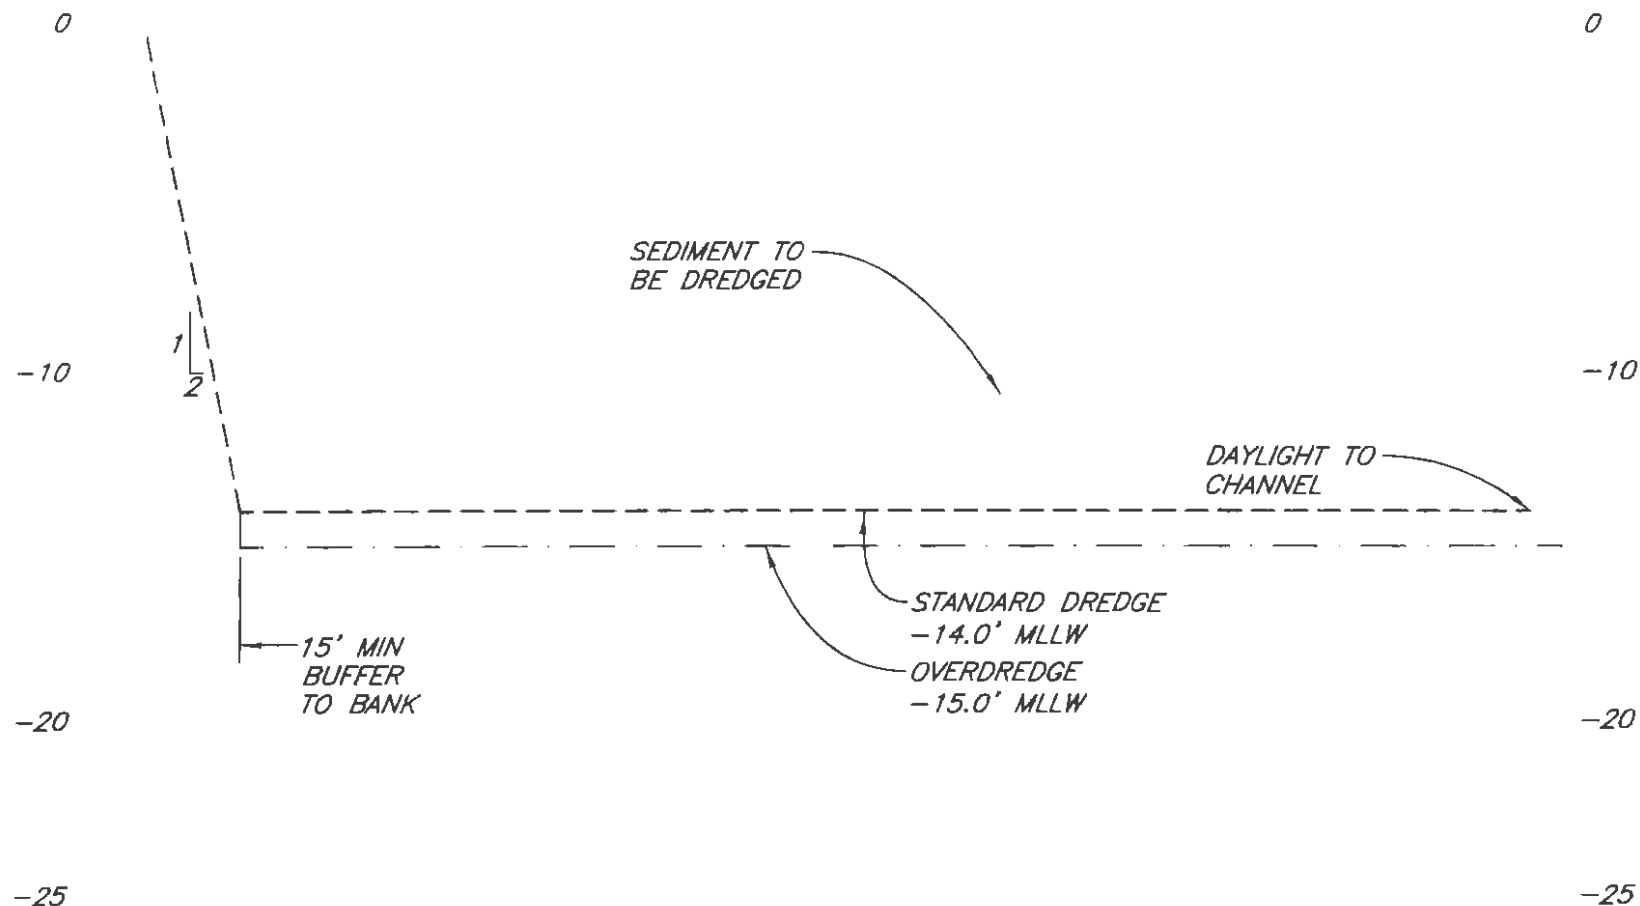 0
0
SEDIMENT TO
BE DREDGED
1
2
-10
-10
DAYLIGHT TO
CHANNEL
STANDARD DREDGE
-14.0' MLLW
15' MIN
BUFFER
TO BANK
OVERDREDGE
-15.0' MLLW
-20
-20
-25
-25